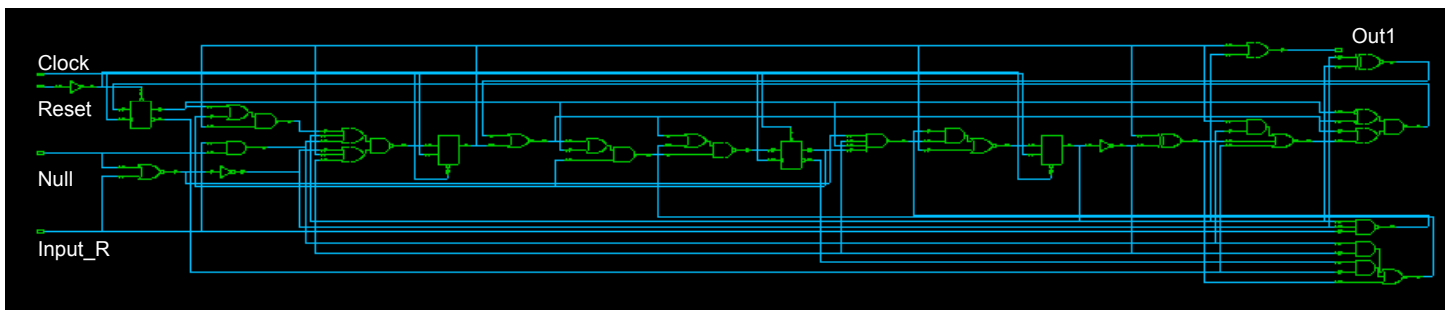 Clock
Reset
Null
Input_R
Out1